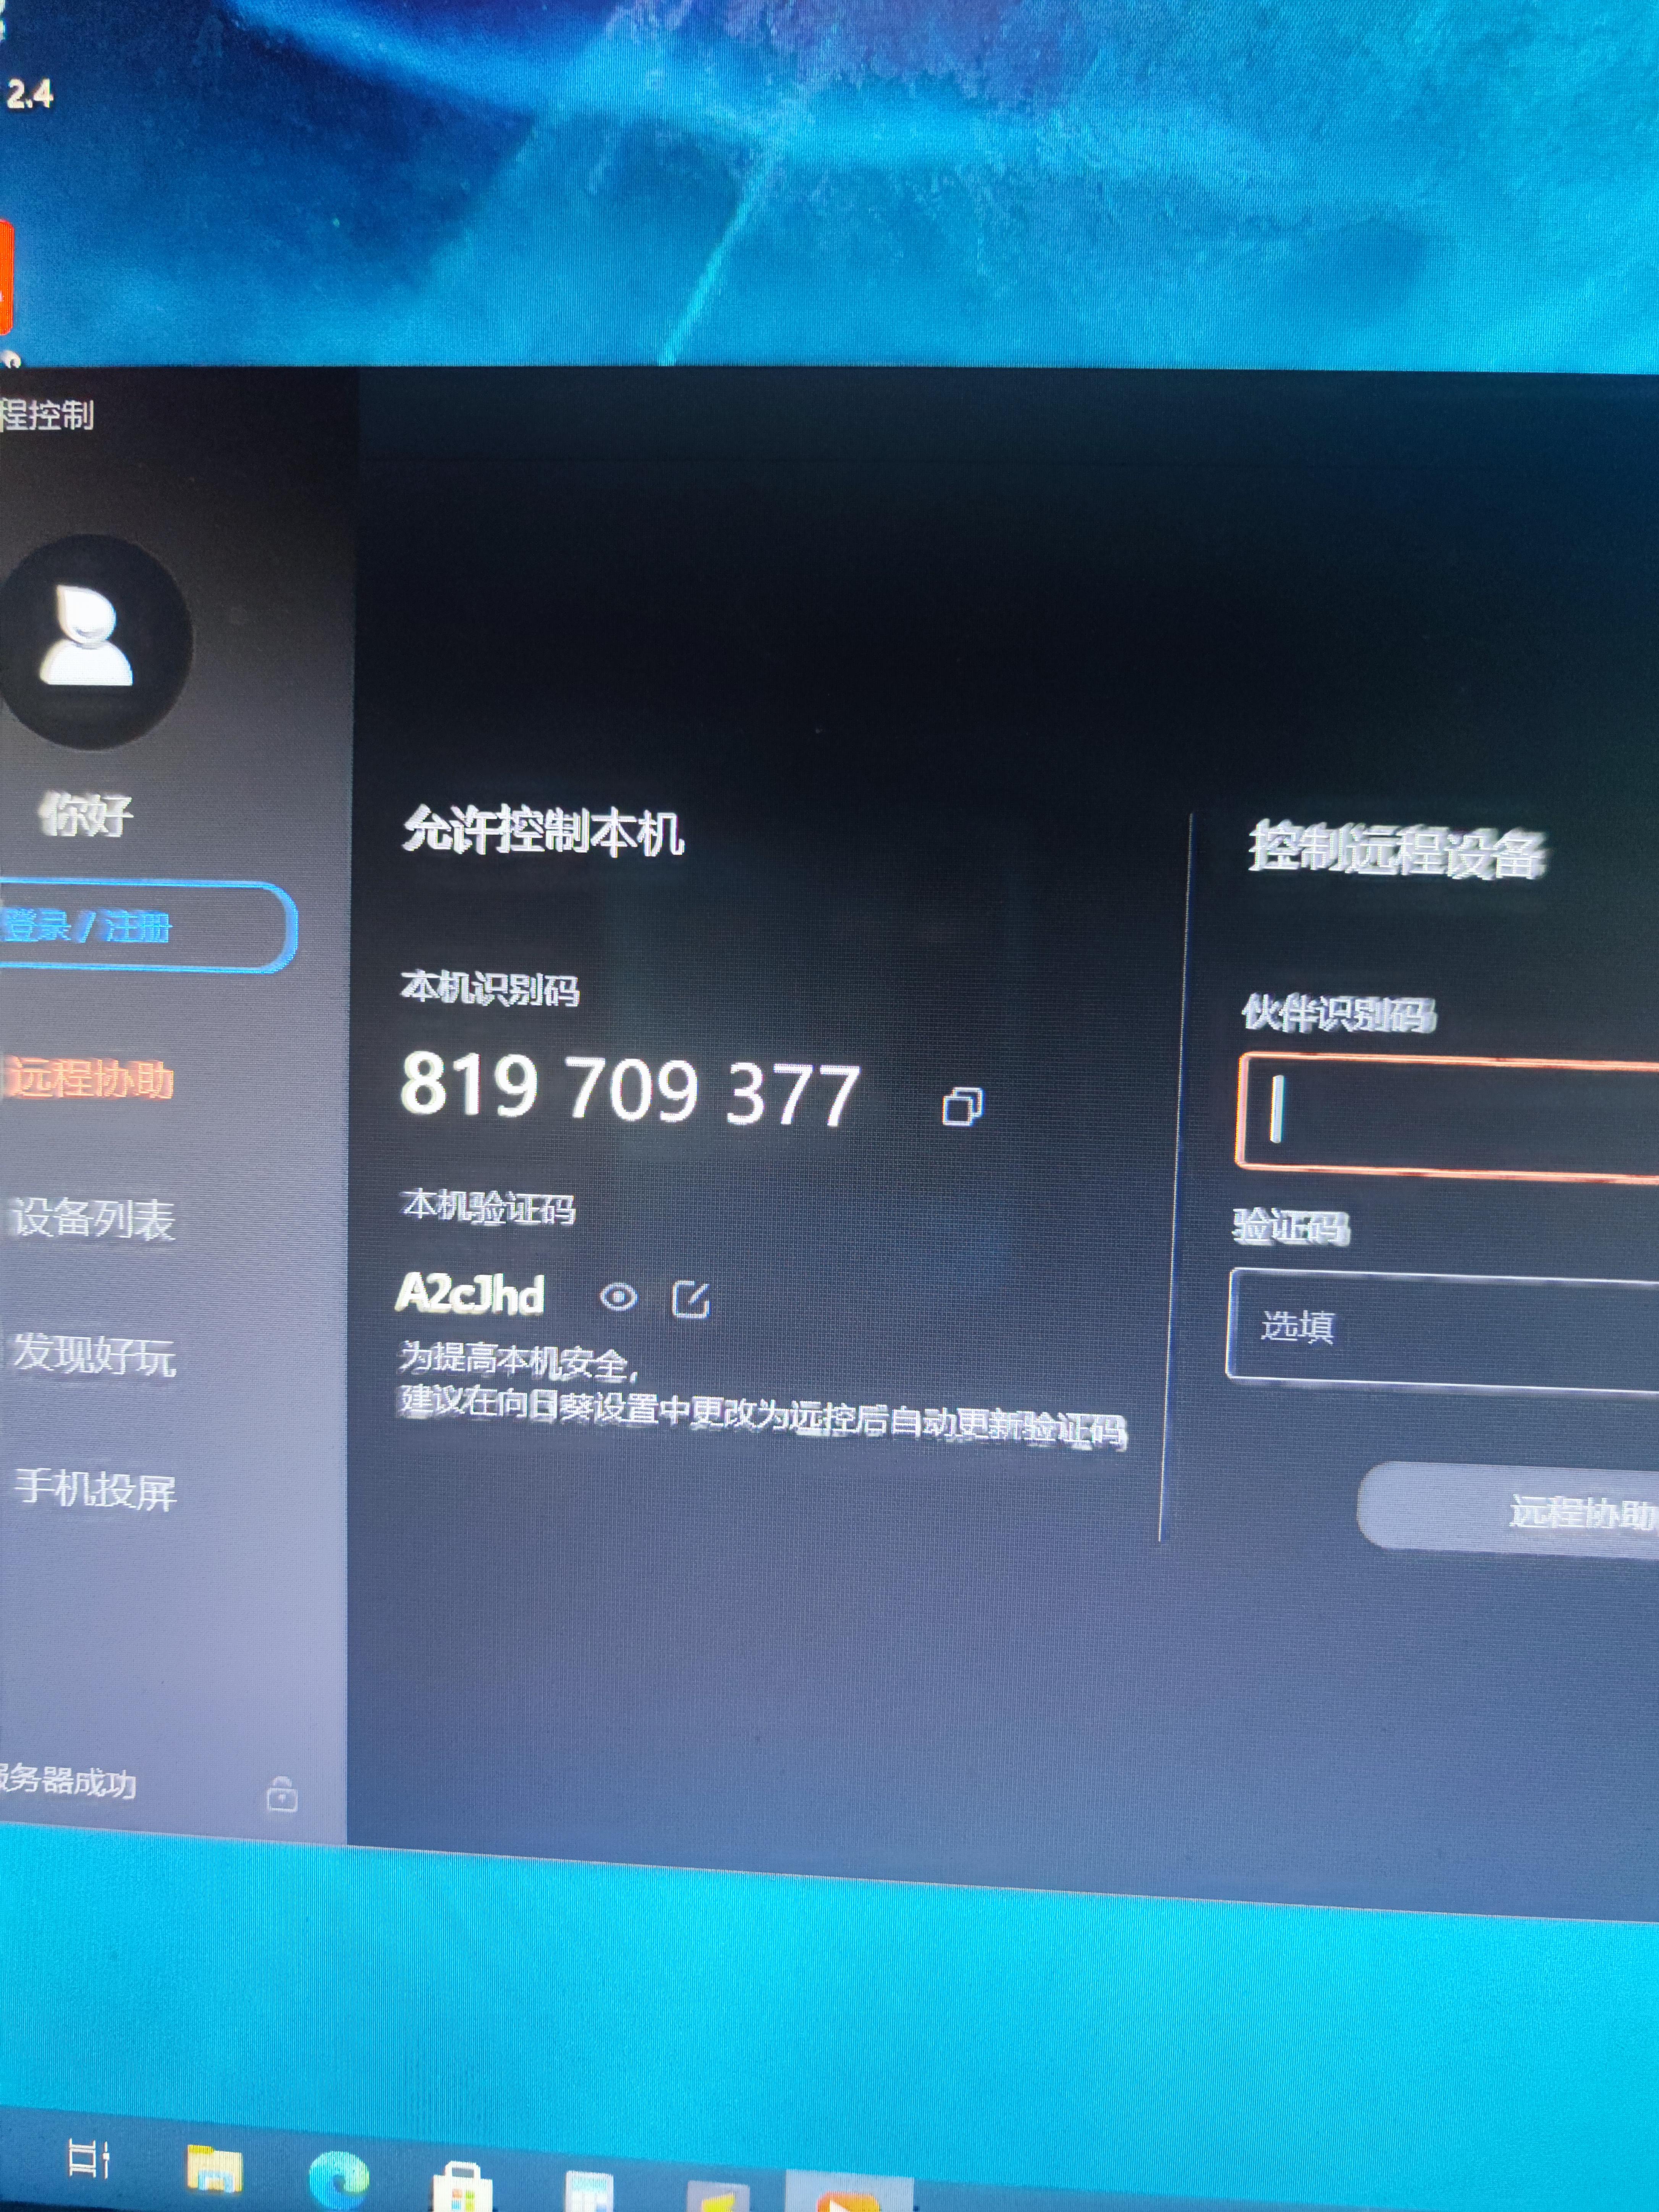 2.4
程控制
你好
登录 / 注册
远程协助
设备列表
发现好玩
手机投屏
服务器成功
允许控制本机
本机识别码
819 709 377
本机验证码
A2cJhd
为提高本机安全,
建议在向日葵设置中更改为远控后自动更新验证码
控制远程设备
伙伴识别码
验证码
选填
远程协助